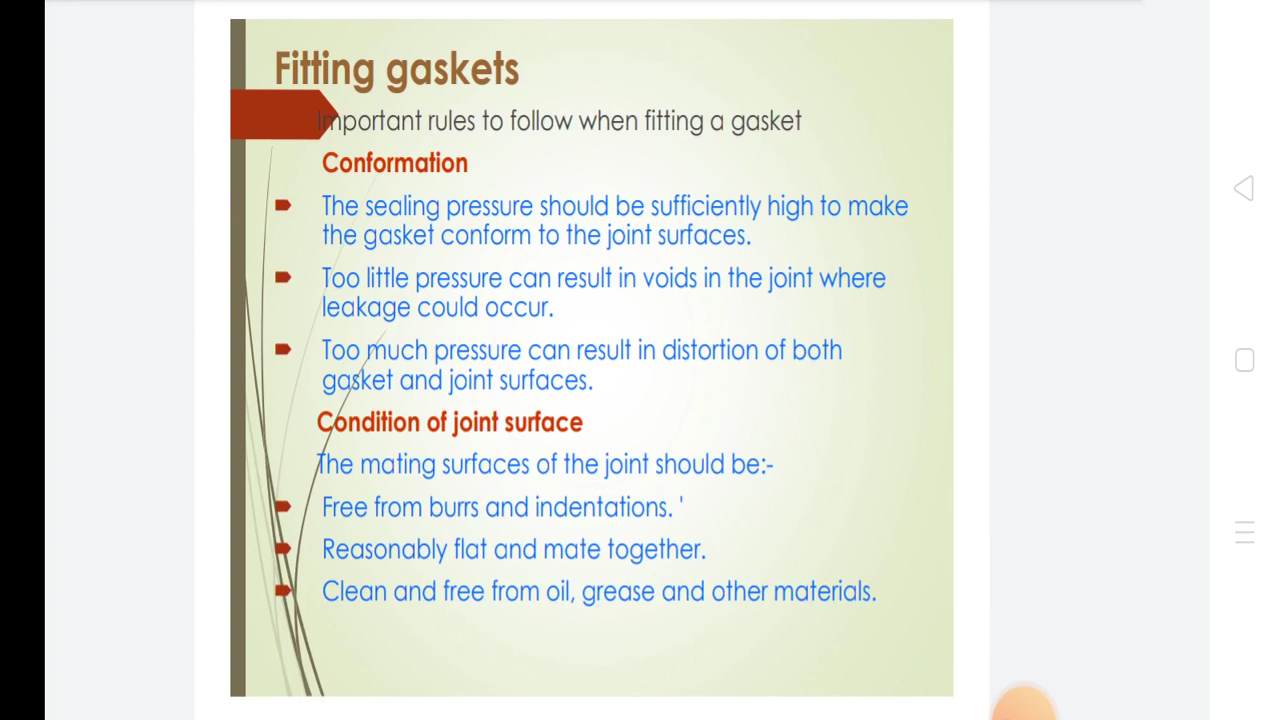 Fitting gaskets
Important rules to follow when fitting a gasket
Conformation
The sealing pressure should be sufficiently high to make
the gasket conform to the joint surfaces.
Too little pressure can result in voids in the joint where
leakage could occur.
Too much pressure can result in distortion of both
gasket and joint surfaces.
Condition of joint surface
The mating surfaces of the joint should be:-
Free from burrs and indentations. '
Reasonably flat and mate together.
Clean and free from oil, grease and other materials.